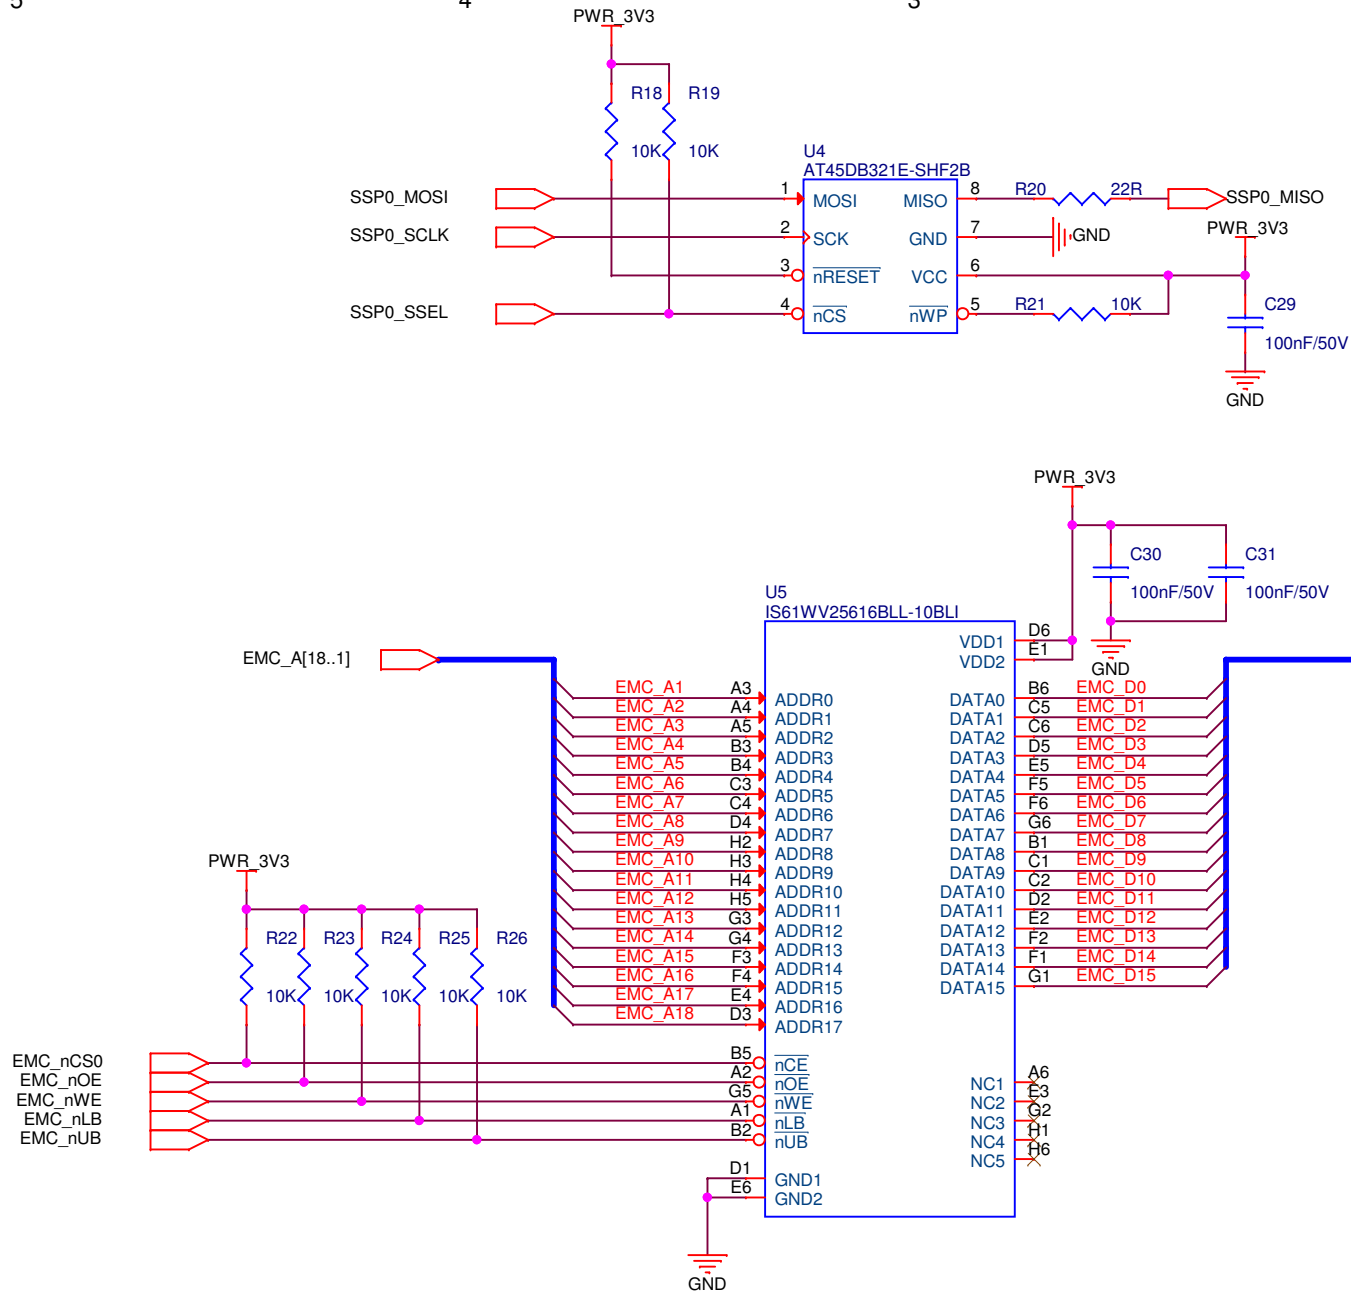 5 4 3
PWR_3V3
R18 R19
10K 10K
U4
AT45DB321E-SHF2B
SSP0_MOSI 1 MOSI MISO 8 R20 22R SSP0_MISO
SSP0_SCLK 2 SCK GND 7 GND PWR_3V3
3 nRESET VCC 6
SSP0_SSEL 4 nCS nWP 5 R21 10K C29
100nF/50V
GND
PWR_3V3
C30 C31
100nF/50V 100nF/50V
U5
IS61WV25616BLL-10BLI
VDD1 D6
VDD2 E1
GND
EMC_A[18..1]
EMC_A1 A3 ADDR0 DATA0 B6 EMC_D0
EMC_A2 A4 ADDR1 DATA1 C5 EMC_D1
EMC_A3 A5 ADDR2 DATA2 C6 EMC_D2
EMC_A4 B3 ADDR3 DATA3 D5 EMC_D3
EMC_A5 B4 ADDR4 DATA4 E5 EMC_D4
EMC_A6 C3 ADDR5 DATA5 F5 EMC_D5
EMC_A7 C4 ADDR6 DATA6 F6 EMC_D6
EMC_A8 D4 ADDR7 DATA7 G6 EMC_D7
EMC_A9 H2 ADDR8 DATA8 B1 EMC_D8
EMC_A10 H3 ADDR9 DATA9 C1 EMC_D9
EMC_A11 H4 ADDR10 DATA10 C2 EMC_D10
EMC_A12 H5 ADDR11 DATA11 D2 EMC_D11
EMC_A13 G3 ADDR12 DATA12 E2 EMC_D12
EMC_A14 G4 ADDR13 DATA13 F2 EMC_D13
EMC_A15 F3 ADDR14 DATA14 F1 EMC_D14
EMC_A16 F4 ADDR15 DATA15 G1 EMC_D15
EMC_A17 E4 ADDR16
EMC_A18 D3 ADDR17
PWR_3V3
R22 R23 R24 R25 R26
10K 10K 10K 10K 10K
EMC_nCS0 B5 nCE
EMC_nOE A2 nOE NC1 A6
EMC_nWE G5 nWE NC2 E3
EMC_nLB A1 nLB NC3 G2
EMC_nUB B2 nUB NC4 H1
NC5 H6
D1 GND1
E6 GND2
GND